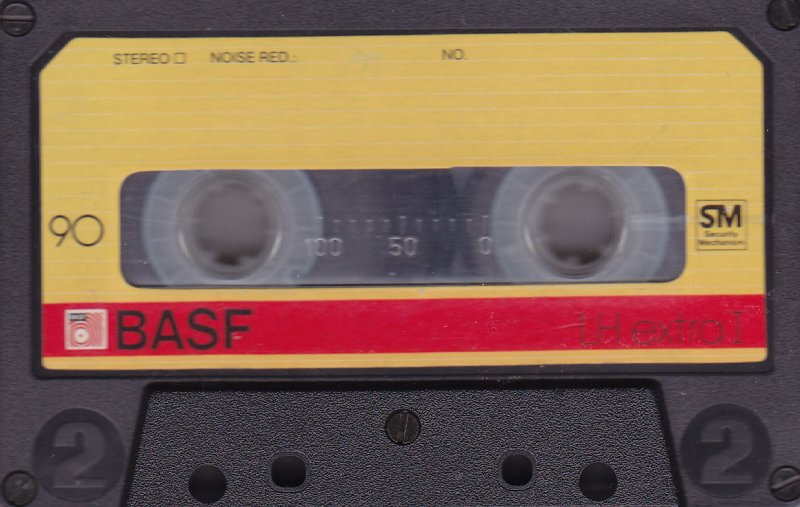 STEREO NOISE RED.: NO.
90
100 50 0
SM
Security
Mechanism
BASF
LH extra I
2 2